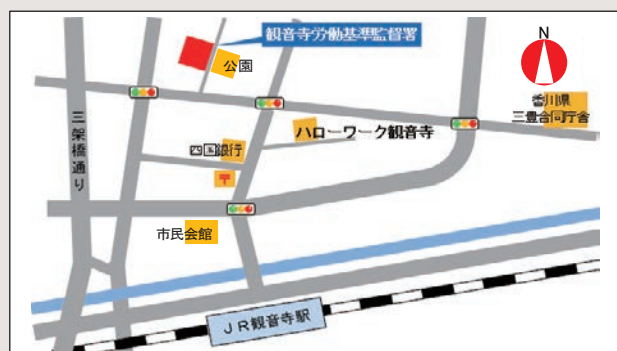 観音寺労働基準監督署
公園
N
香川県
三豊合同庁舎
三架橋通り
ハローワーク観音寺
四国銀行
〒
市民会館
JR観音寺駅